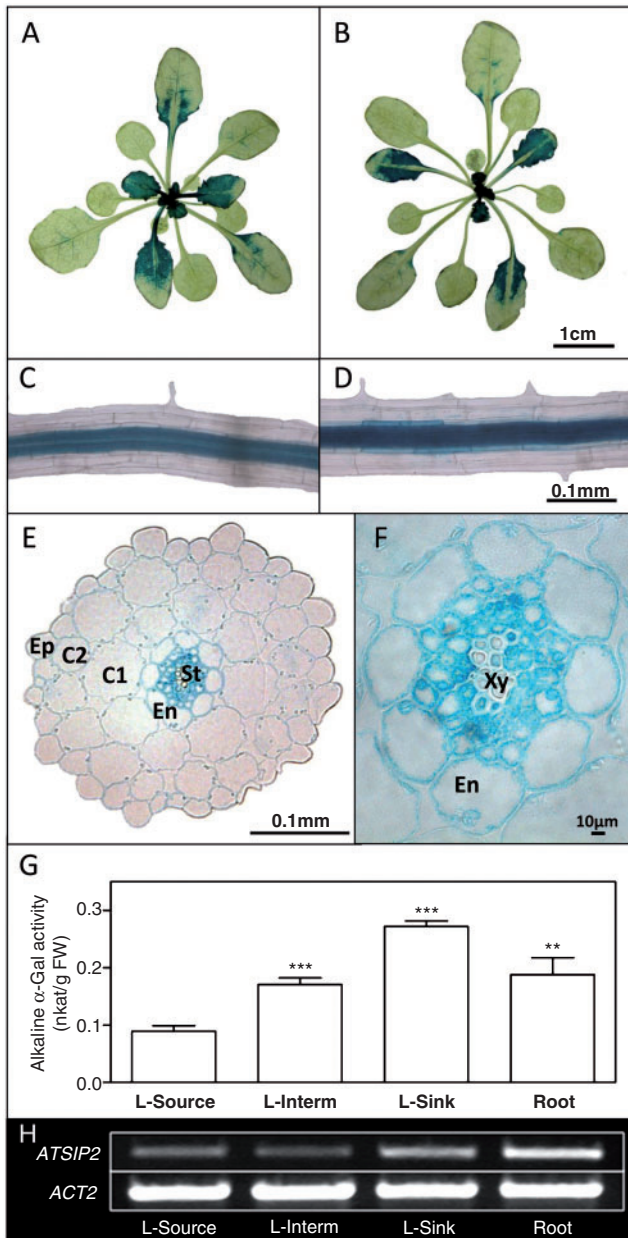 A
B
1cm
C
D
0.1mm
E
F
Ep
C2
C1
St
En
0.1mm
Xy
En
10µm
G
Alkaline α-Gal activity
(nkat/g FW)
0.3
0.2
0.1
0.0
***
***
**
L-Source
L-Interm
L-Sink
Root
H
ATSIP2
ACT2
L-Source
L-Interm
L-Sink
Root